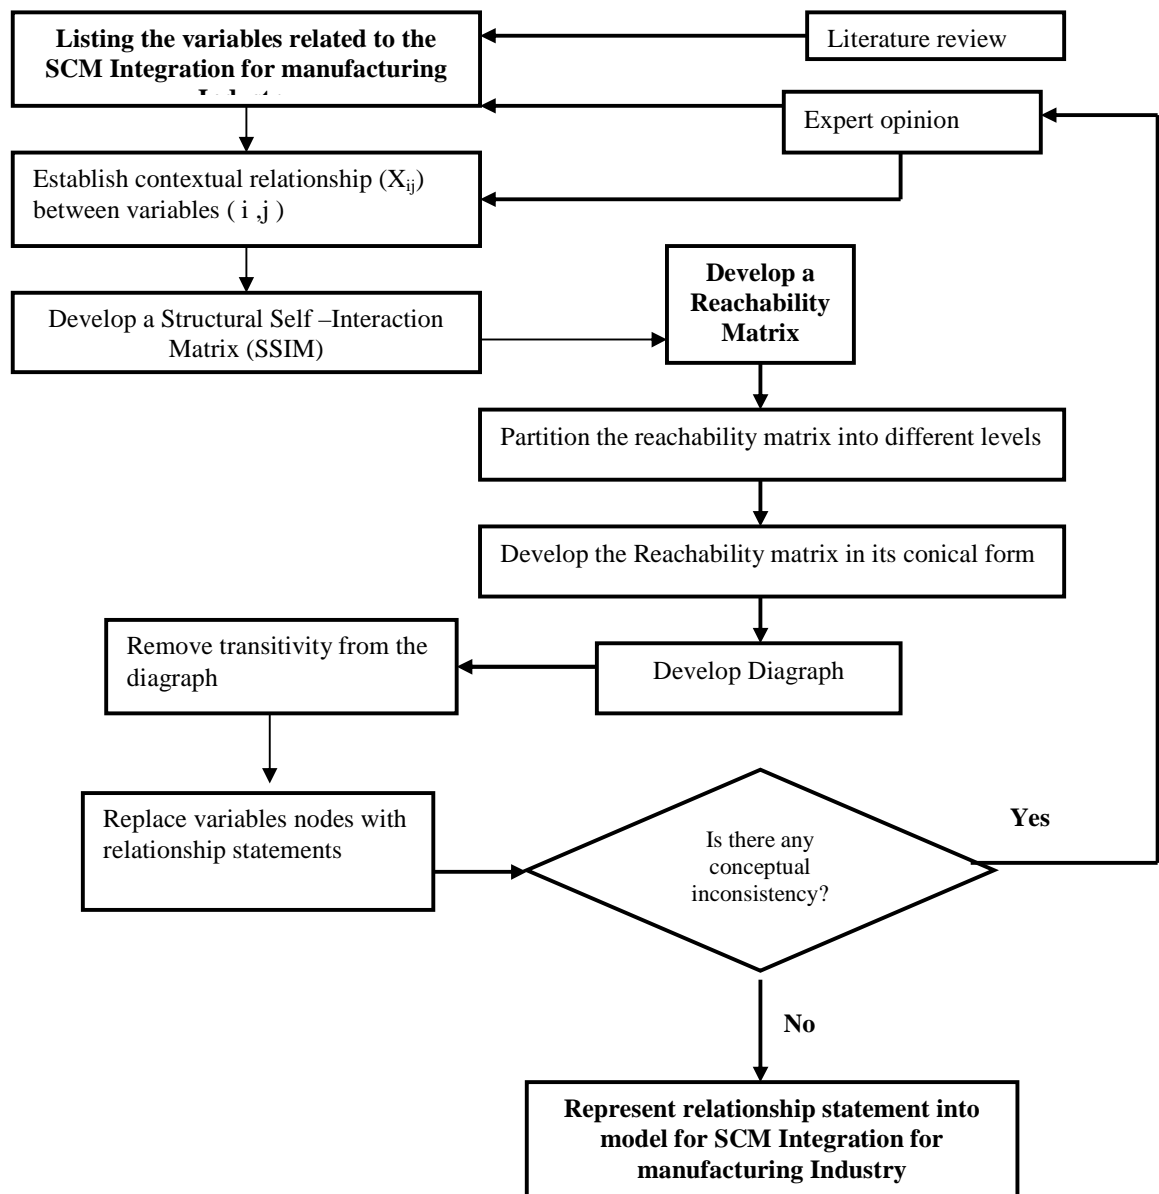 Listing the variables related to the
SCM Integration for manufacturing
Literature review
Expert opinion
Establish contextual relationship (Xij)
between variables ( i ,j )
Develop a Structural Self –Interaction
Matrix (SSIM)
Develop a
Reachability
Matrix
Partition the reachability matrix into different levels
Develop the Reachability matrix in its conical form
Develop Diagraph
Remove transitivity from the
diagraph
Replace variables nodes with
relationship statements
Is there any
conceptual
inconsistency?
Yes
No
Represent relationship statement into
model for SCM Integration for
manufacturing Industry